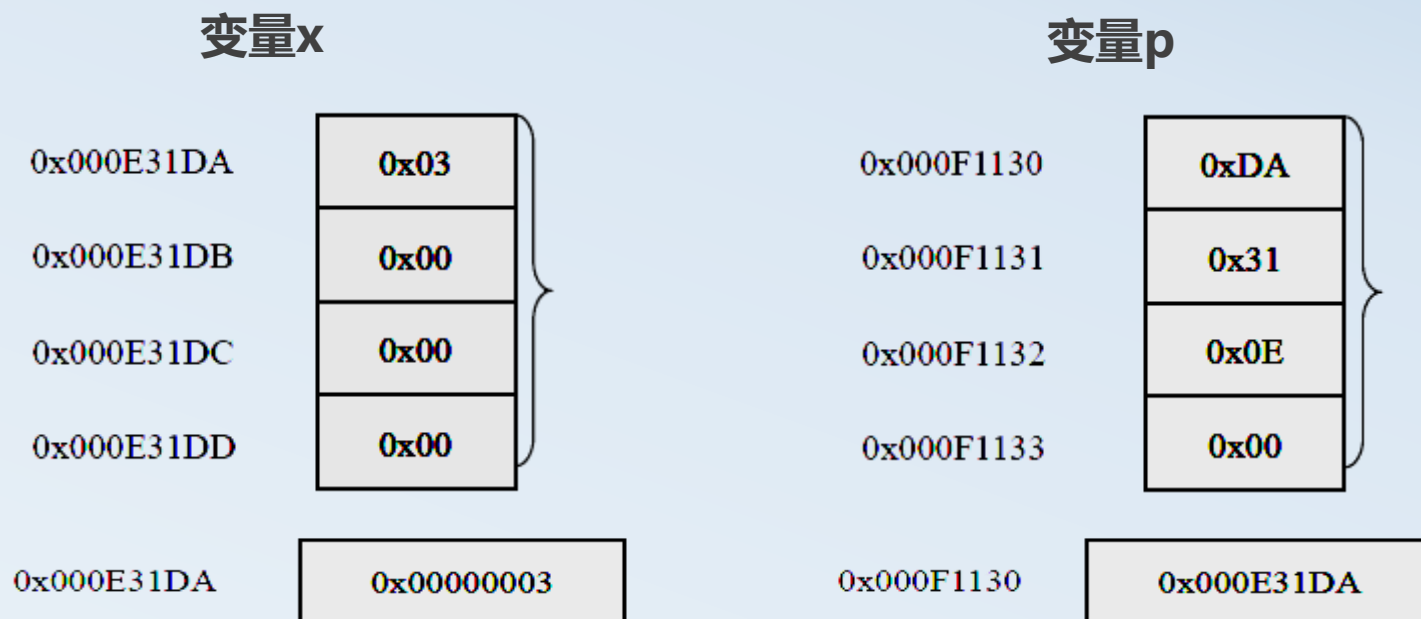 变量x 变量p
0x000E31DA 0x03 0x000F1130 0xDA
0x000E31DB 0x00 0x000F1131 0x31
0x000E31DC 0x00 0x000F1132 0x0E
0x000E31DD 0x00 0x000F1133 0x00
0x000E31DA 0x00000003 0x000F1130 0x000E31DA